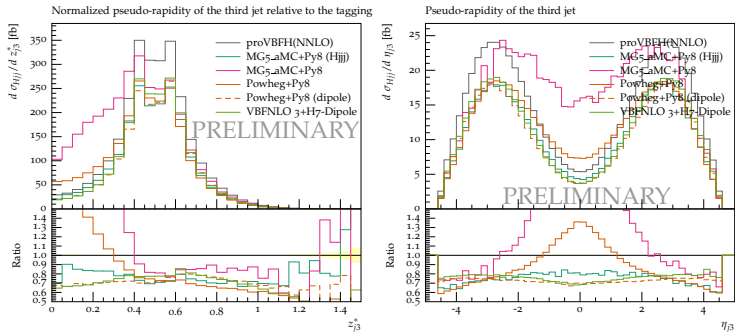 Normalized pseudo-rapidity of the third jet relative to the tagging
d σHjj/d z*j3 [fb]
350
300
250
200
150
100
50
0
proVBFH(NNLO)
MG5_aMC+Py8 (Hjjj)
MG5_aMC+Py8
Powheg+Py8
Powheg+Py8 (dipole)
VBFNLO 3+H7-Dipole
PRELIMINARY
Ratio
1.4
1.3
1.2
1.1
1.0
0.9
0.8
0.7
0.6
0.5
0 0.2 0.4 0.6 0.8 1 1.2 1.4
z*j3
Pseudo-rapidity of the third jet
d σHjj/d ηj3 [fb]
25
20
15
10
5
0
proVBFH(NNLO)
MG5_aMC+Py8 (Hjjj)
MG5_aMC+Py8
Powheg+Py8
Powheg+Py8 (dipole)
VBFNLO 3+H7-Dipole
PRELIMINARY
Ratio
1.4
1.3
1.2
1.1
1.0
0.9
0.8
0.7
0.6
0.5
-4 -2 0 2 4
ηj3